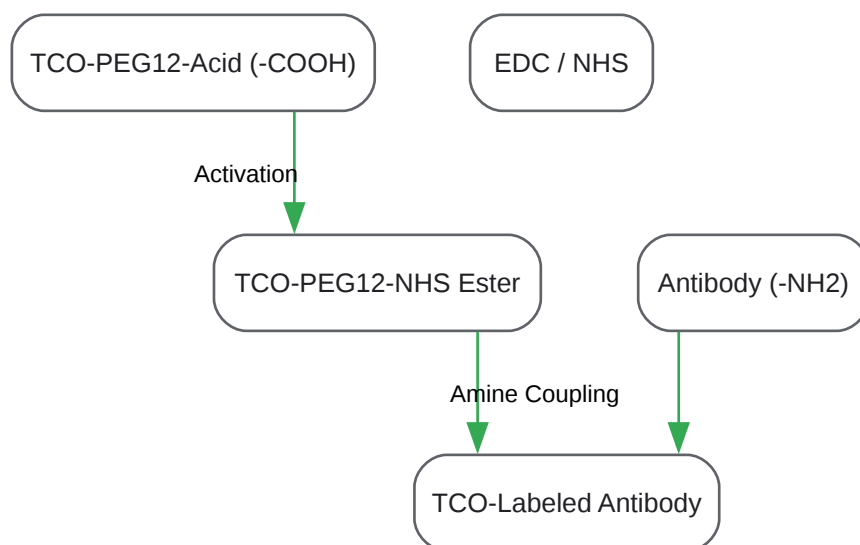 TCO-PEG12-Acid (-COOH)
EDC / NHS
Activation
TCO-PEG12-NHS Ester
Antibody (-NH2)
Amine Coupling
TCO-Labeled Antibody